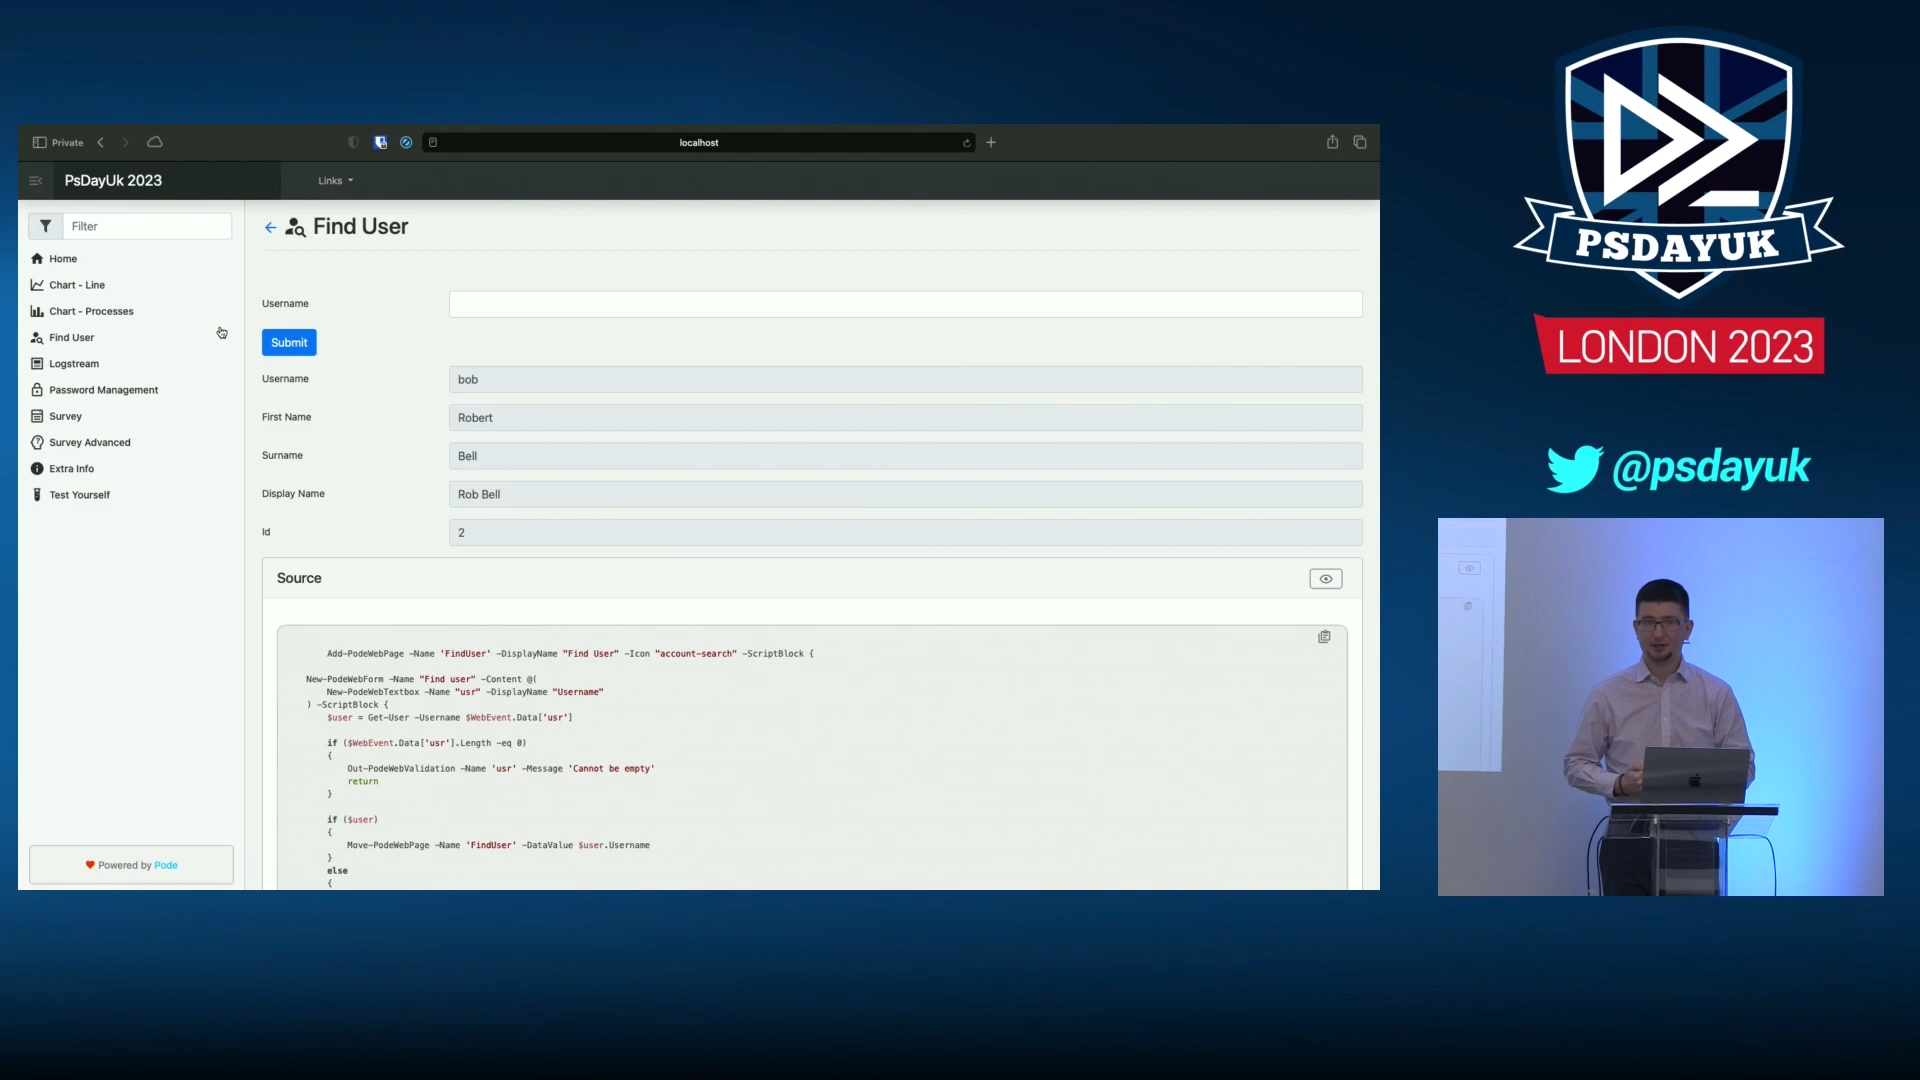 Private
localhost
PsDayUk 2023
Links
Filter
Home
Chart - Line
Chart - Processes
Find User
Logstream
Password Management
Survey
Survey Advanced
Extra Info
Test Yourself
Powered by Pode
Find User
Username
Submit
Username
bob
First Name
Robert
Surname
Bell
Display Name
Rob Bell
Id
2
Source
Add-PodeWebPage -Name 'FindUser' -DisplayName "Find User" -Icon "account-search" -ScriptBlock {
New-PodeWebForm -Name "Find user" -Content @(
New-PodeWebTextbox -Name "usr" -DisplayName "Username"
) -ScriptBlock {
$user = Get-User -Username $WebEvent.Data['usr']
if ($WebEvent.Data['usr'].Length -eq 0)
{
Out-PodeWebValidation -Name 'usr' -Message 'Cannot be empty'
return
}
if ($user)
{
Move-PodeWebPage -Name 'FindUser' -DataValue $user.Username
}
else
{
PSDAYUK
LONDON 2023
@psdayuk